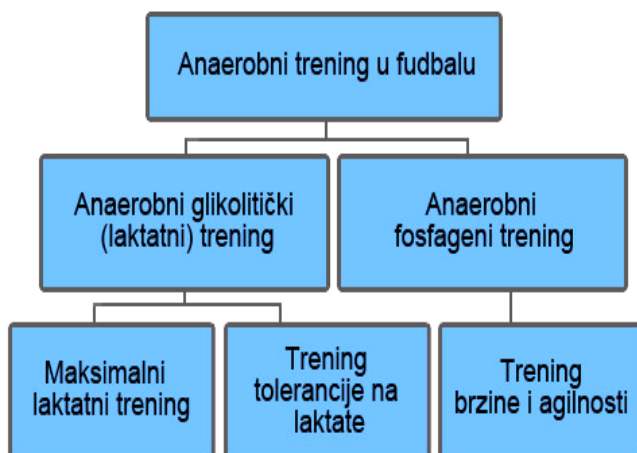 Anaerobni trening u fudbalu
Anaerobni glikolitički
(laktatni) trening
Anaerobni
fosfageni trening
Maksimalni
laktatni trening
Trening
tolerancije na
laktate
Trening
brzine i agilnosti